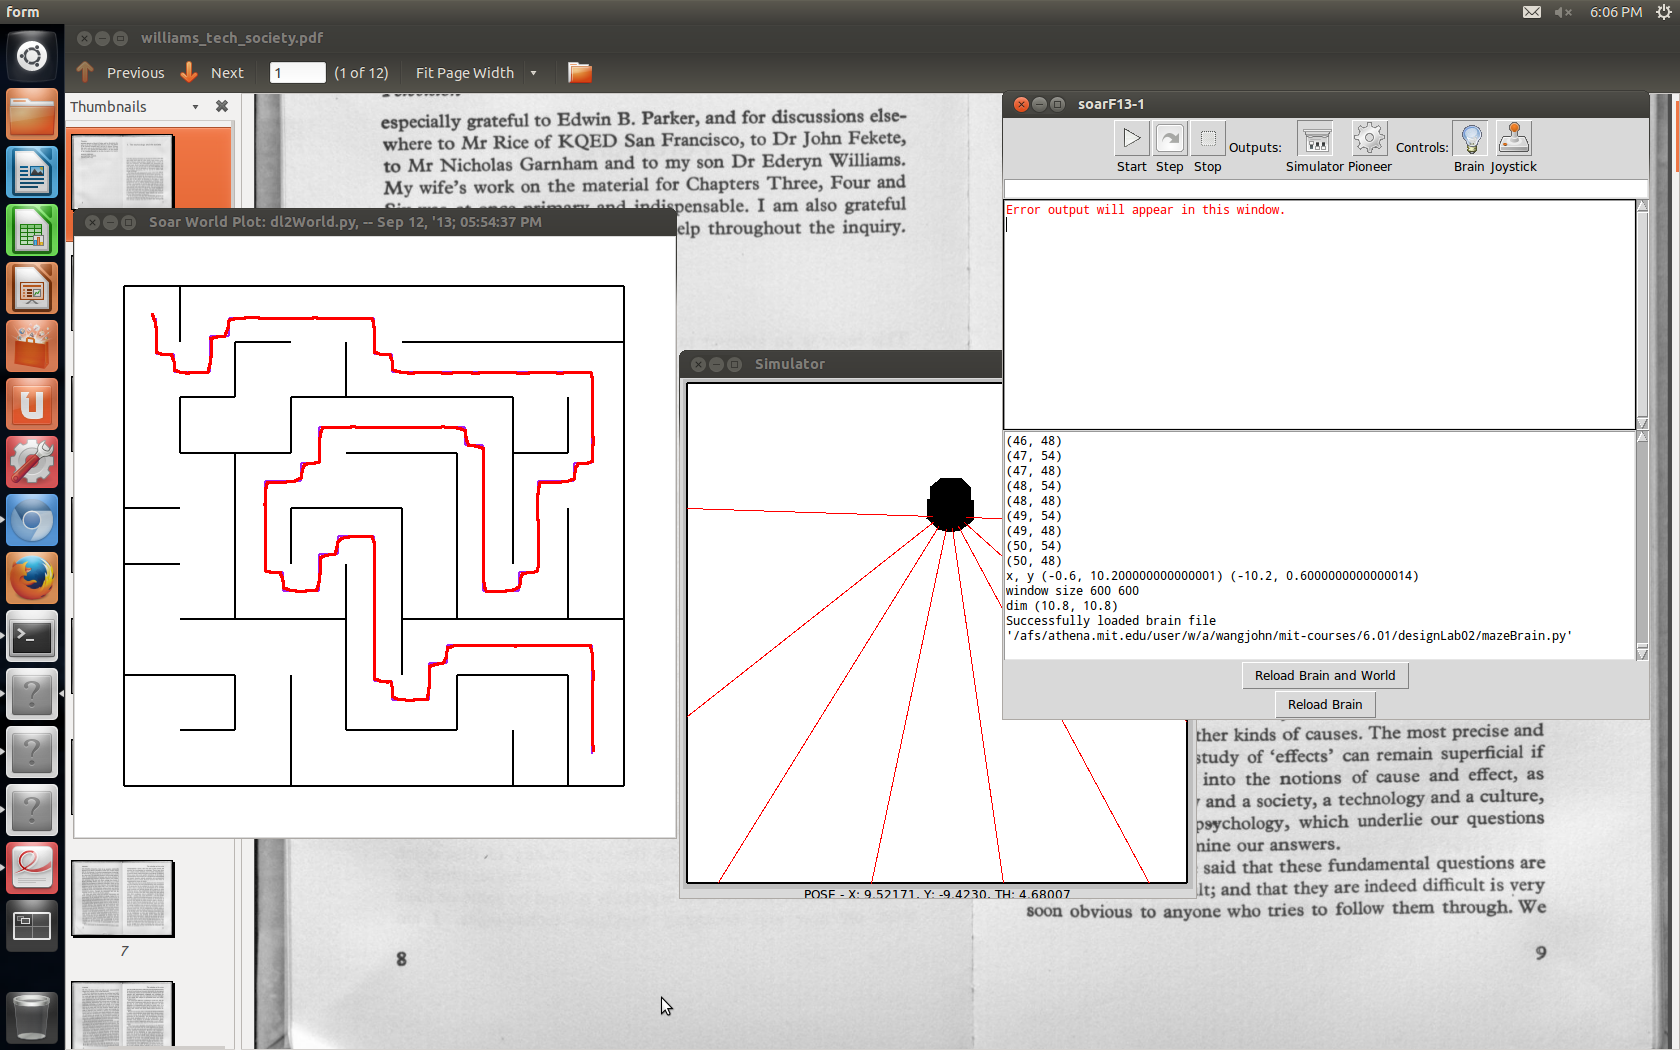 form
6:06 PM
williams_tech_society.pdf
Previous
Next
1
(1 of 12)
Fit Page Width
Thumbnails
7
especially grateful to Edwin B. Parker, and for discussions else-
where to Mr Rice of KQED San Francisco, to Dr John Fekete,
to Mr Nicholas Garnham and to my son Dr Ederyn Williams.
My wife's work on the material for Chapters Three, Four and
indispensable. I am also grateful
elp throughout the inquiry.
Soar World Plot: dl2World.py, -- Sep 12, '13; 05:54:37 PM
Simulator
POSE - X: 9.52171, Y: -9.4230, TH: 4.68007
soarF13-1
Start
Step
Stop
Outputs:
Simulator
Pioneer
Controls:
Brain
Joystick
Error output will appear in this window.
(46, 48)
(47, 54)
(47, 48)
(48, 54)
(48, 48)
(49, 54)
(49, 48)
(50, 54)
(50, 48)
x, y (-0.6, 10.200000000000001) (-10.2, 0.6000000000000014)
window size 600 600
dim (10.8, 10.8)
Successfully loaded brain file
'/afs/athena.mit.edu/user/w/a/wangjohn/mit-courses/6.01/designLab02/mazeBrain.py'
Reload Brain and World
Reload Brain
ther kinds of causes. The most precise and
study of 'effects' can remain superficial if
into the notions of cause and effect, as
and a society, a technology and a culture,
psychology, which underlie our questions
mine our answers.
said that these fundamental questions are
lt; and that they are indeed difficult is very
soon obvious to anyone who tries to follow them through. We
8
9